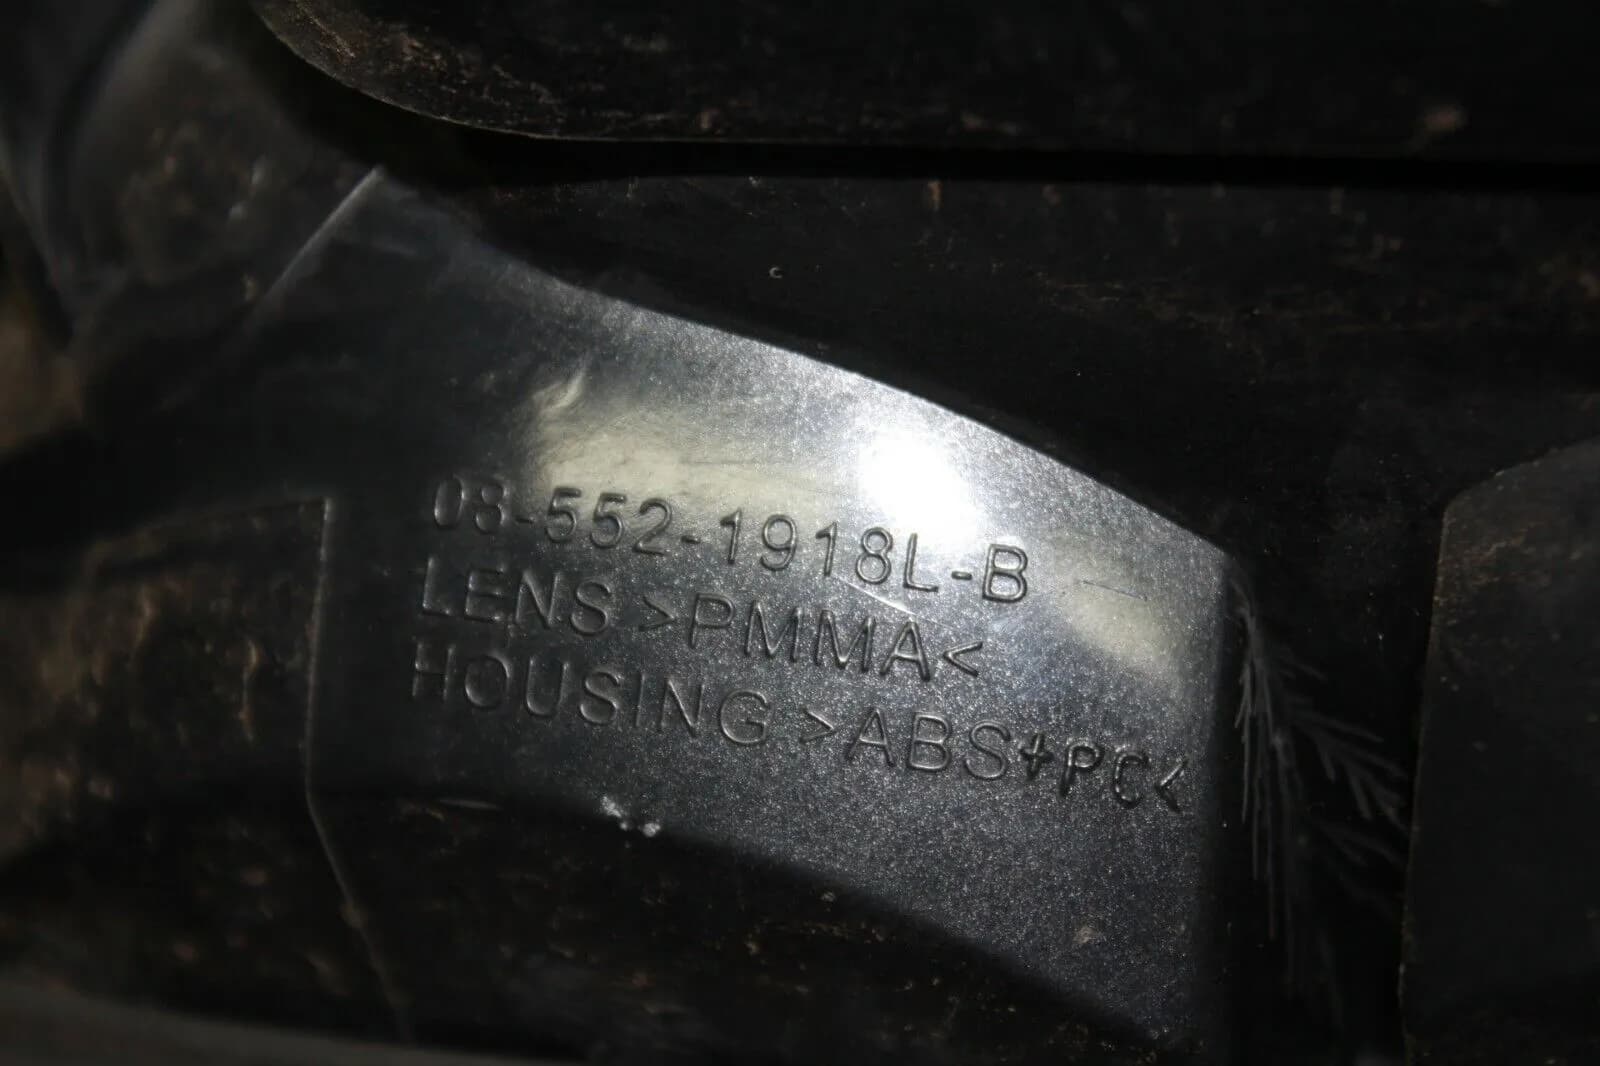 08-552-1918L-B
LENS >PMMA<
HOUSING >ABS+PC<